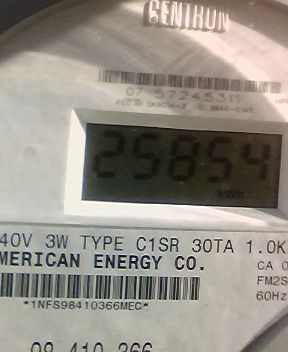 CENTRON
07 57245311
25854
kWh
40V 3W TYPE C1SR 30TA 1.0K
MERICAN ENERGY CO.
CA 0
FM2S
60Hz
*1NFS98410366MEC*
98 410 366